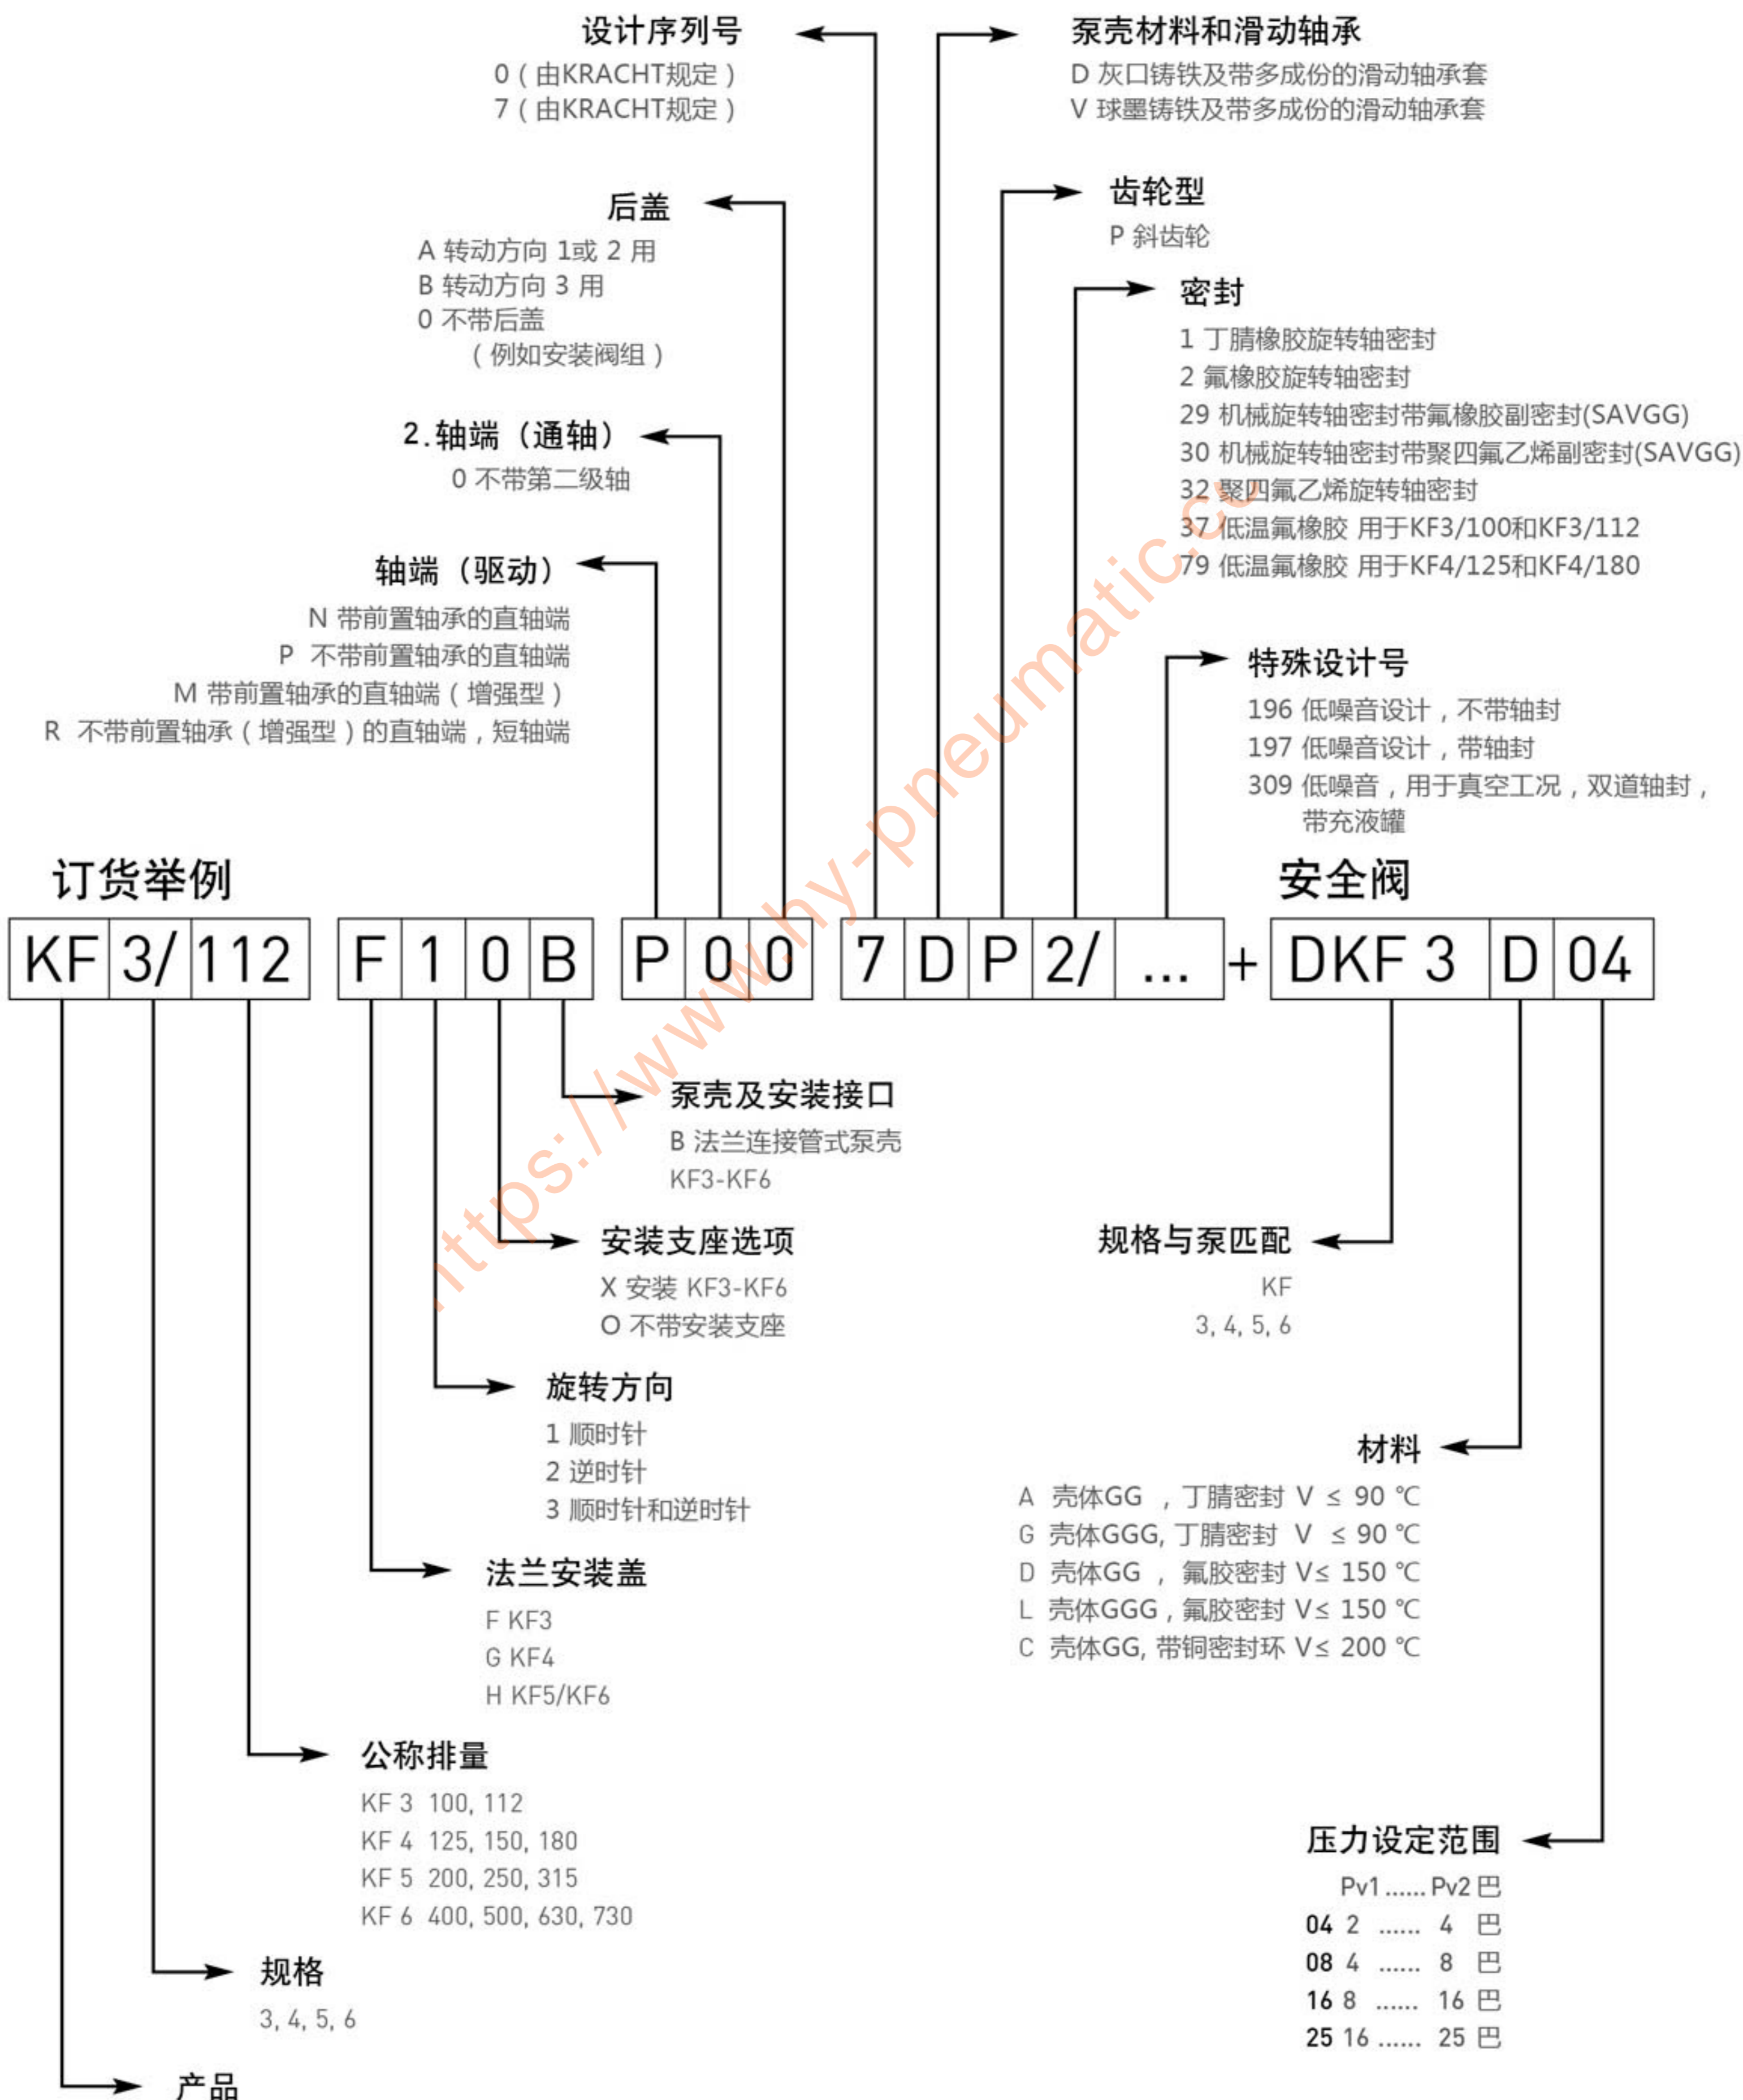 设计序列号
0（由KRACHT规定）
7（由KRACHT规定）
泵壳材料和滑动轴承
D 灰口铸铁及带多成份的滑动轴承套
V 球墨铸铁及带多成份的滑动轴承套
后盖
A 转动方向 1或 2 用
B 转动方向 3 用
0 不带后盖
（例如安装阀组）
齿轮型
P 斜齿轮
密封
1 丁腈橡胶旋转轴密封
2 氟橡胶旋转轴密封
29 机械旋转轴密封带氟橡胶副密封(SAVGG)
30 机械旋转轴密封带聚四氟乙烯副密封(SAVGG)
32 聚四氟乙烯旋转轴密封
37 低温氟橡胶 用于KF3/100和KF3/112
79 低温氟橡胶 用于KF4/125和KF4/180
2.轴端（通轴）
0 不带第二级轴
轴端（驱动）
N 带前置轴承的直轴端
P 不带前置轴承的直轴端
M 带前置轴承的直轴端（增强型）
R 不带前置轴承（增强型）的直轴端，短轴端
特殊设计号
196 低噪音设计，不带轴封
197 低噪音设计，带轴封
309 低噪音，用于真空工况，双道轴封，
带充液罐
订货举例
安全阀
KF 3/ 112 F 1 0 B P 0 0 7 D P 2/ ... + DKF 3 D 04
泵壳及安装接口
B 法兰连接管式泵壳
KF3-KF6
安装支座选项
X 安装 KF3-KF6
O 不带安装支座
规格与泵匹配
KF
3, 4, 5, 6
旋转方向
1 顺时针
2 逆时针
3 顺时针和逆时针
材料
A 壳体GG ，丁腈密封 V ≤ 90 ℃
G 壳体GGG, 丁腈密封 V ≤ 90 ℃
D 壳体GG ， 氟胶密封 V≤ 150 ℃
L 壳体GGG，氟胶密封 V≤ 150 ℃
C 壳体GG, 带铜密封环 V≤ 200 ℃
法兰安装盖
F KF3
G KF4
H KF5/KF6
公称排量
KF 3 100, 112
KF 4 125, 150, 180
KF 5 200, 250, 315
KF 6 400, 500, 630, 730
压力设定范围
Pv1 ...... Pv2 巴
04 2 ...... 4 巴
08 4 ...... 8 巴
16 8 ...... 16 巴
25 16 ...... 25 巴
规格
3, 4, 5, 6
产品
https://www.hy-pneumatic.c